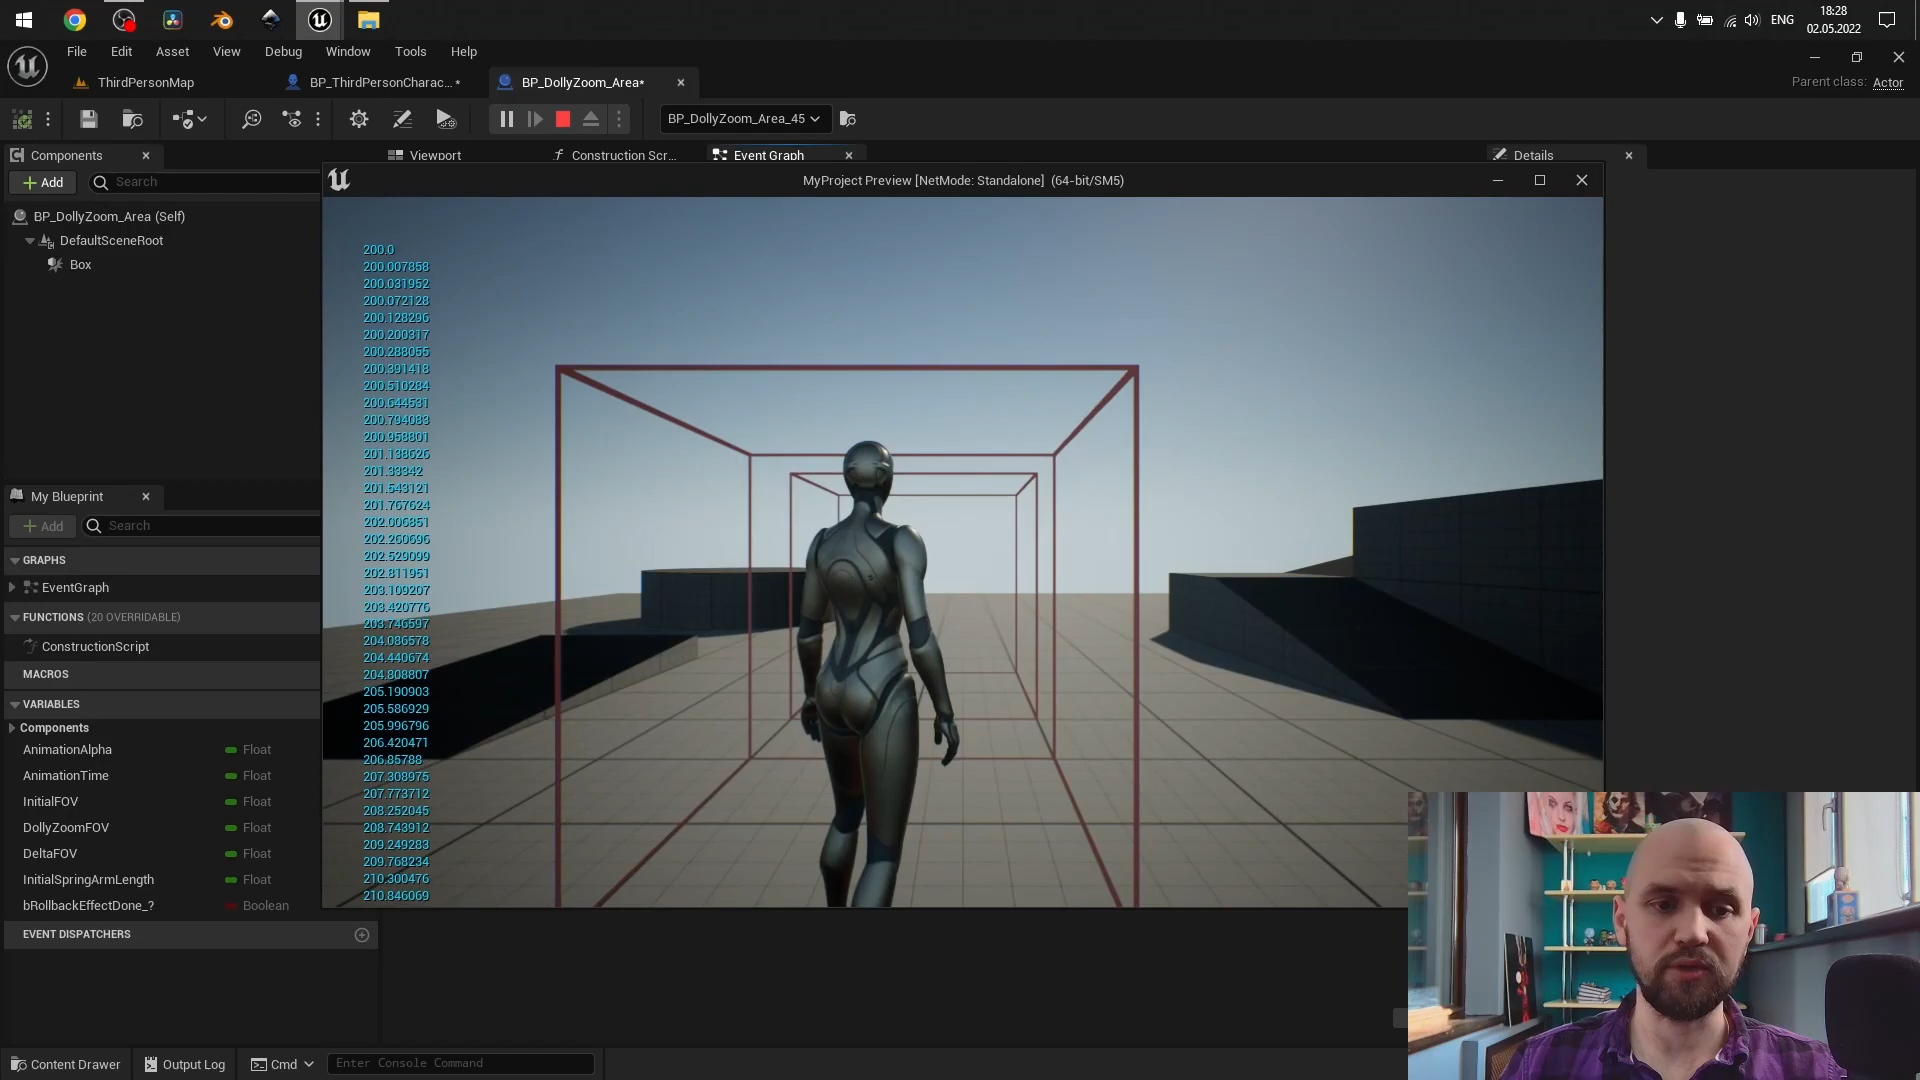 18:28
ENG
02.05.2022
File Edit Asset View Debug Window Tools Help
ThirdPersonMap
BP_ThirdPersonCharac... *
BP_DollyZoom_Area*
Parent class: Actor
BP_DollyZoom_Area_45
Components
Viewport
Construction Scr...
Event Graph
Details
Add
Search
MyProject Preview [NetMode: Standalone] (64-bit/SM5)
BP_DollyZoom_Area (Self)
DefaultSceneRoot
Box
My Blueprint
Add
Search
GRAPHS
EventGraph
FUNCTIONS (20 OVERRIDABLE)
ConstructionScript
MACROS
VARIABLES
Components
AnimationAlpha Float
AnimationTime Float
InitialFOV Float
DollyZoomFOV Float
DeltaFOV Float
InitialSpringArmLength Float
bRollbackEffectDone_? Boolean
EVENT DISPATCHERS
200.0
200.007858
200.031952
200.072128
200.128296
200.200317
200.288055
200.391418
200.510284
200.644531
200.794083
200.958801
201.138626
201.33342
201.543121
201.767624
202.006851
202.260696
202.529099
202.811951
203.109207
203.420776
203.746597
204.086578
204.440674
204.808807
205.190903
205.586929
205.996796
206.420471
206.85788
207.308975
207.773712
208.252045
208.743912
209.249283
209.768234
210.300476
210.846069
Content Drawer
Output Log
Cmd
Enter Console Command